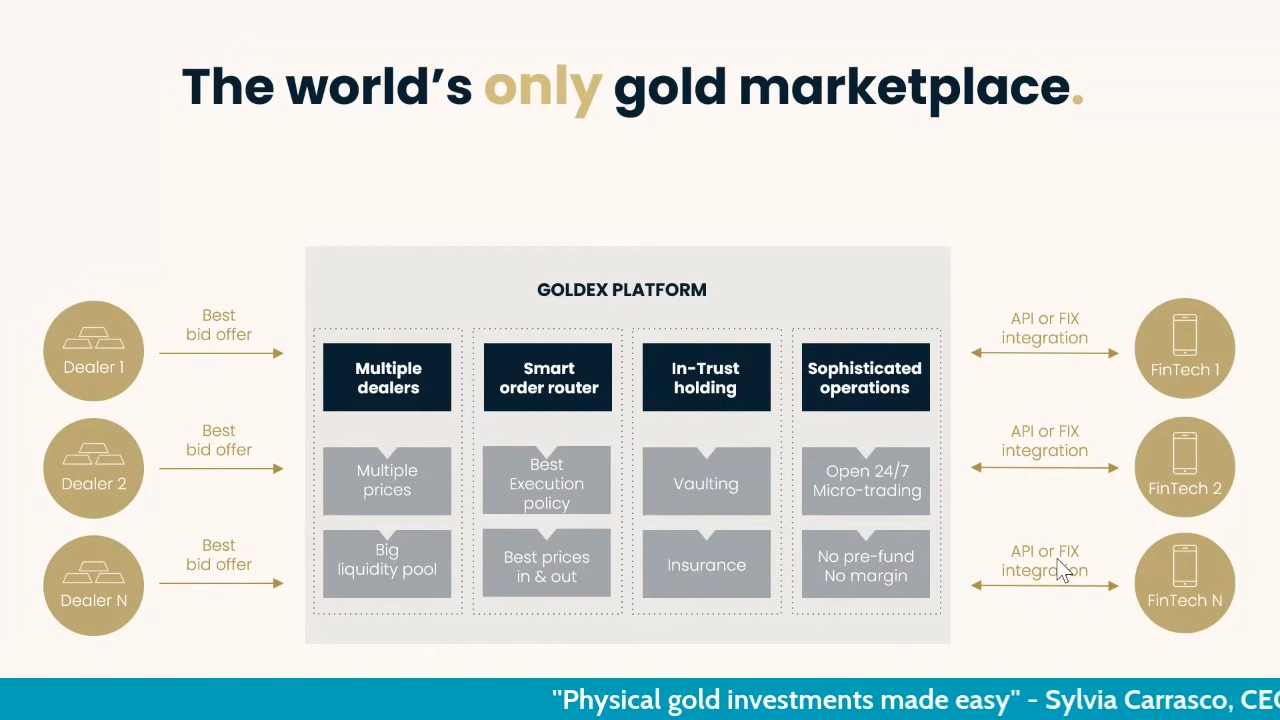 The world’s only gold marketplace.
GOLDEX PLATFORM
Dealer 1
Best
bid offer
Dealer 2
Best
bid offer
Dealer N
Best
bid offer
Multiple
dealers
Multiple
prices
Big
liquidity pool
Smart
order router
Best
Execution
policy
Best prices
in & out
In-Trust
holding
Vaulting
Insurance
Sophisticated
operations
Open 24/7
Micro-trading
No pre-fund
No margin
API or FIX
integration
FinTech 1
API or FIX
integration
FinTech 2
API or FIX
integration
FinTech N
"Physical gold investments made easy" - Sylvia Carrasco, CEO